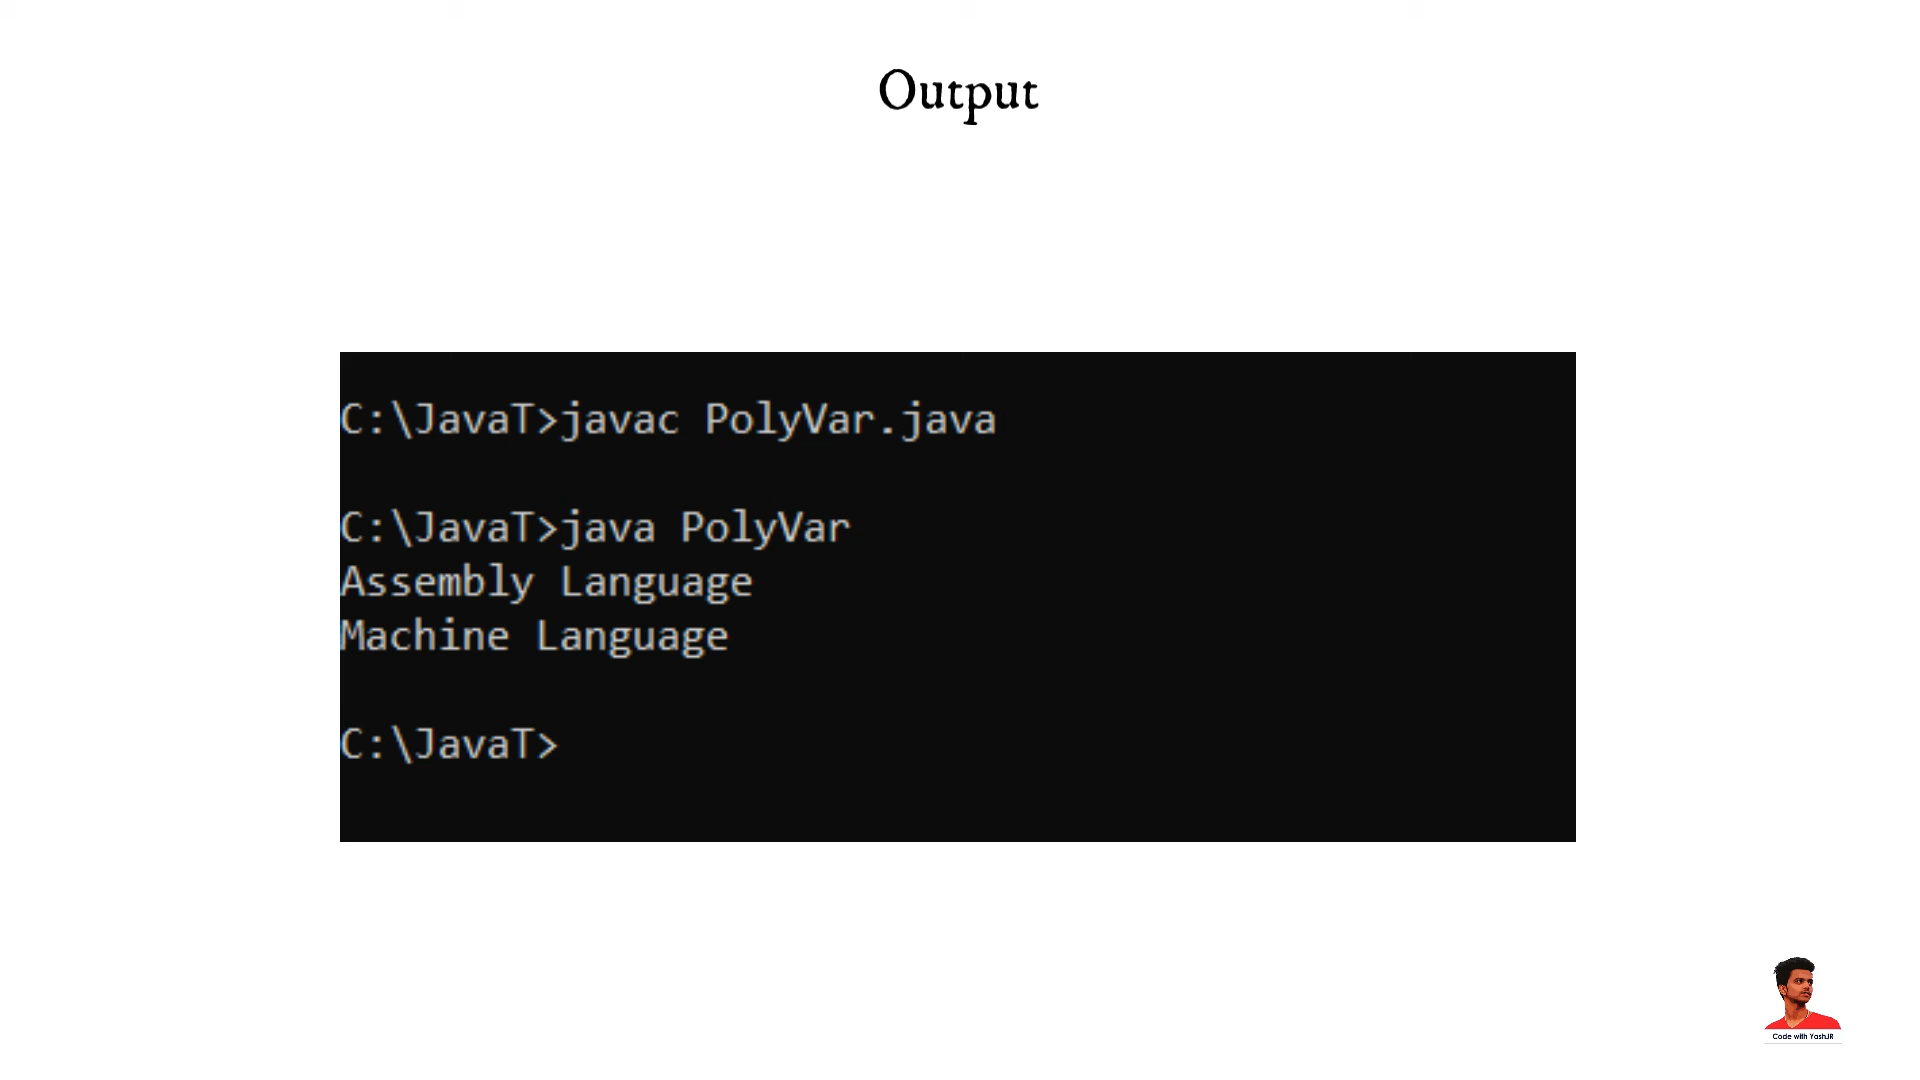 Output
C:\JavaT>javac PolyVar.java
C:\JavaT>java PolyVar
Assembly Language
Machine Language
C:\JavaT>
Code with YashJR